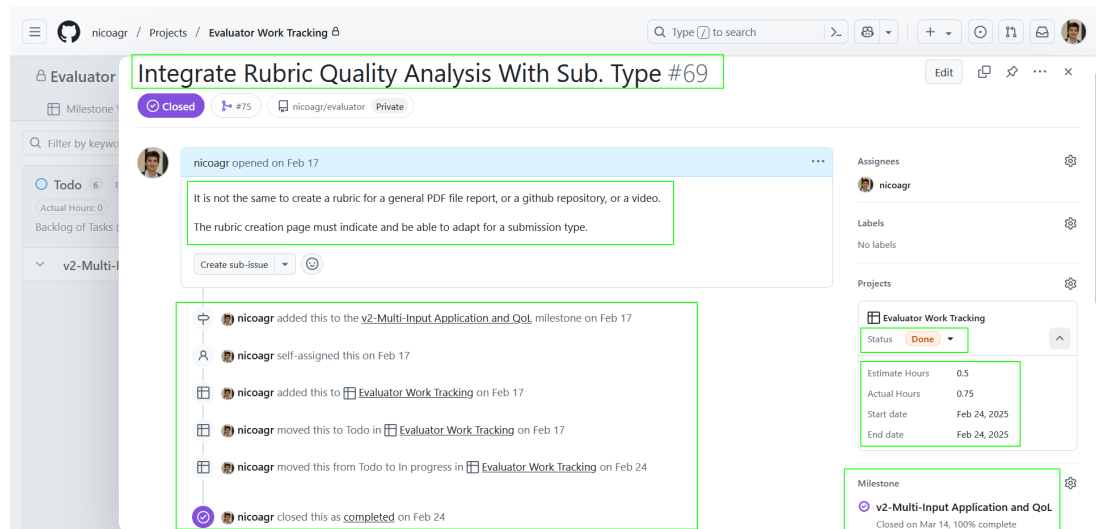 nicoagr / Projects / Evaluator Work Tracking
Type / to search
Evaluator
Integrate Rubric Quality Analysis With Sub. Type #69
Edit
Milestone
Closed
#75
nicoagr/evaluator Private
Filter by keywo
nicoagr opened on Feb 17
It is not the same to create a rubric for a general PDF file report, or a github repository, or a video.
The rubric creation page must indicate and be able to adapt for a submission type.
Create sub-issue
Todo 6
Actual Hours: 0
Backlog of Tasks
v2-Multi-I
nicoagr added this to the v2-Multi-Input Application and QoL milestone on Feb 17
nicoagr self-assigned this on Feb 17
nicoagr added this to Evaluator Work Tracking on Feb 17
nicoagr moved this to Todo in Evaluator Work Tracking on Feb 17
nicoagr moved this from Todo to In progress in Evaluator Work Tracking on Feb 24
nicoagr closed this as completed on Feb 24
Assignees
nicoagr
Labels
No labels
Projects
Evaluator Work Tracking
Status Done
Estimate Hours 0.5
Actual Hours 0.75
Start date Feb 24, 2025
End date Feb 24, 2025
Milestone
v2-Multi-Input Application and QoL
Closed on Mar 14, 100% complete